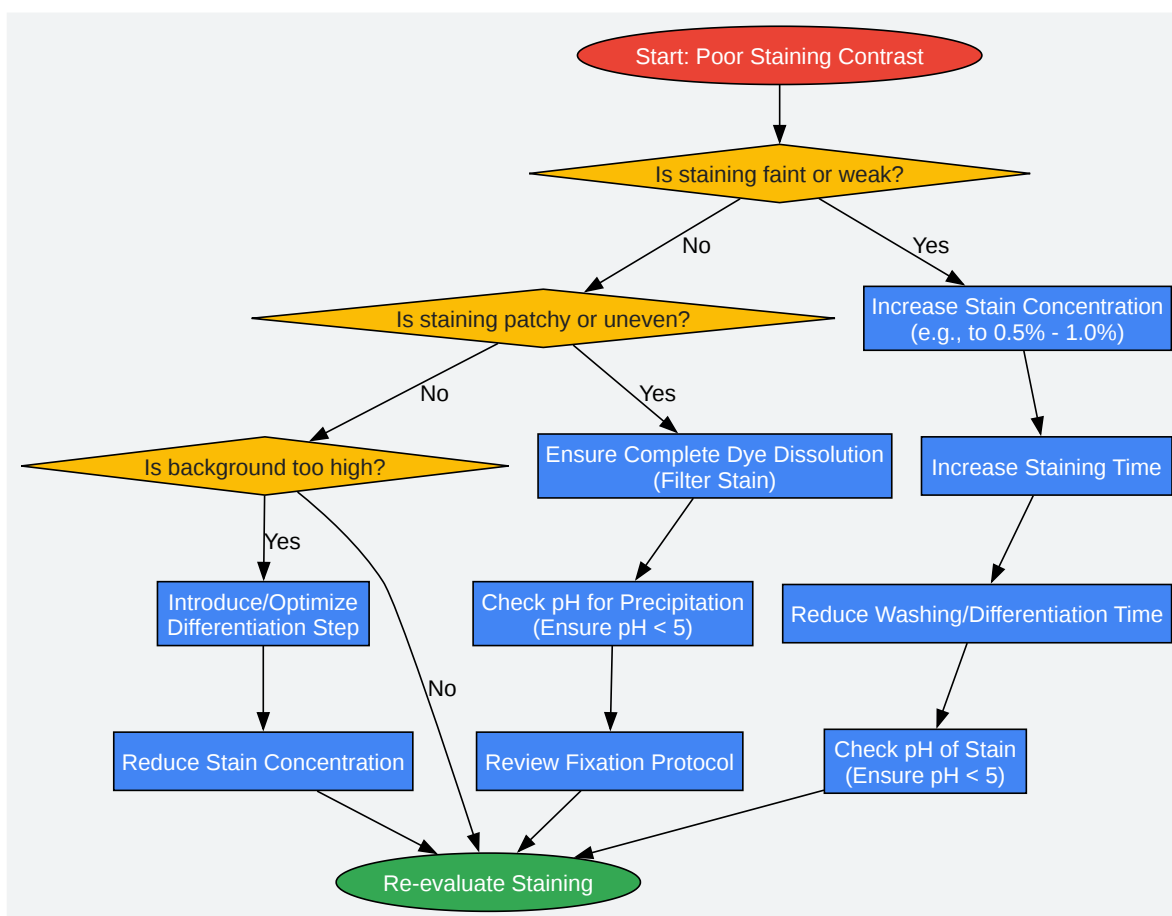 Start: Poor Staining Contrast
Is staining faint or weak?
No
Yes
Is staining patchy or uneven?
Increase Stain Concentration
(e.g., to 0.5% - 1.0%)
No
Yes
Is background too high?
Ensure Complete Dye Dissolution
(Filter Stain)
Increase Staining Time
Yes
Introduce/Optimize
Differentiation Step
Check pH for Precipitation
(Ensure pH < 5)
Reduce Washing/Differentiation Time
No
Reduce Stain Concentration
Review Fixation Protocol
Check pH of Stain
(Ensure pH < 5)
Re-evaluate Staining